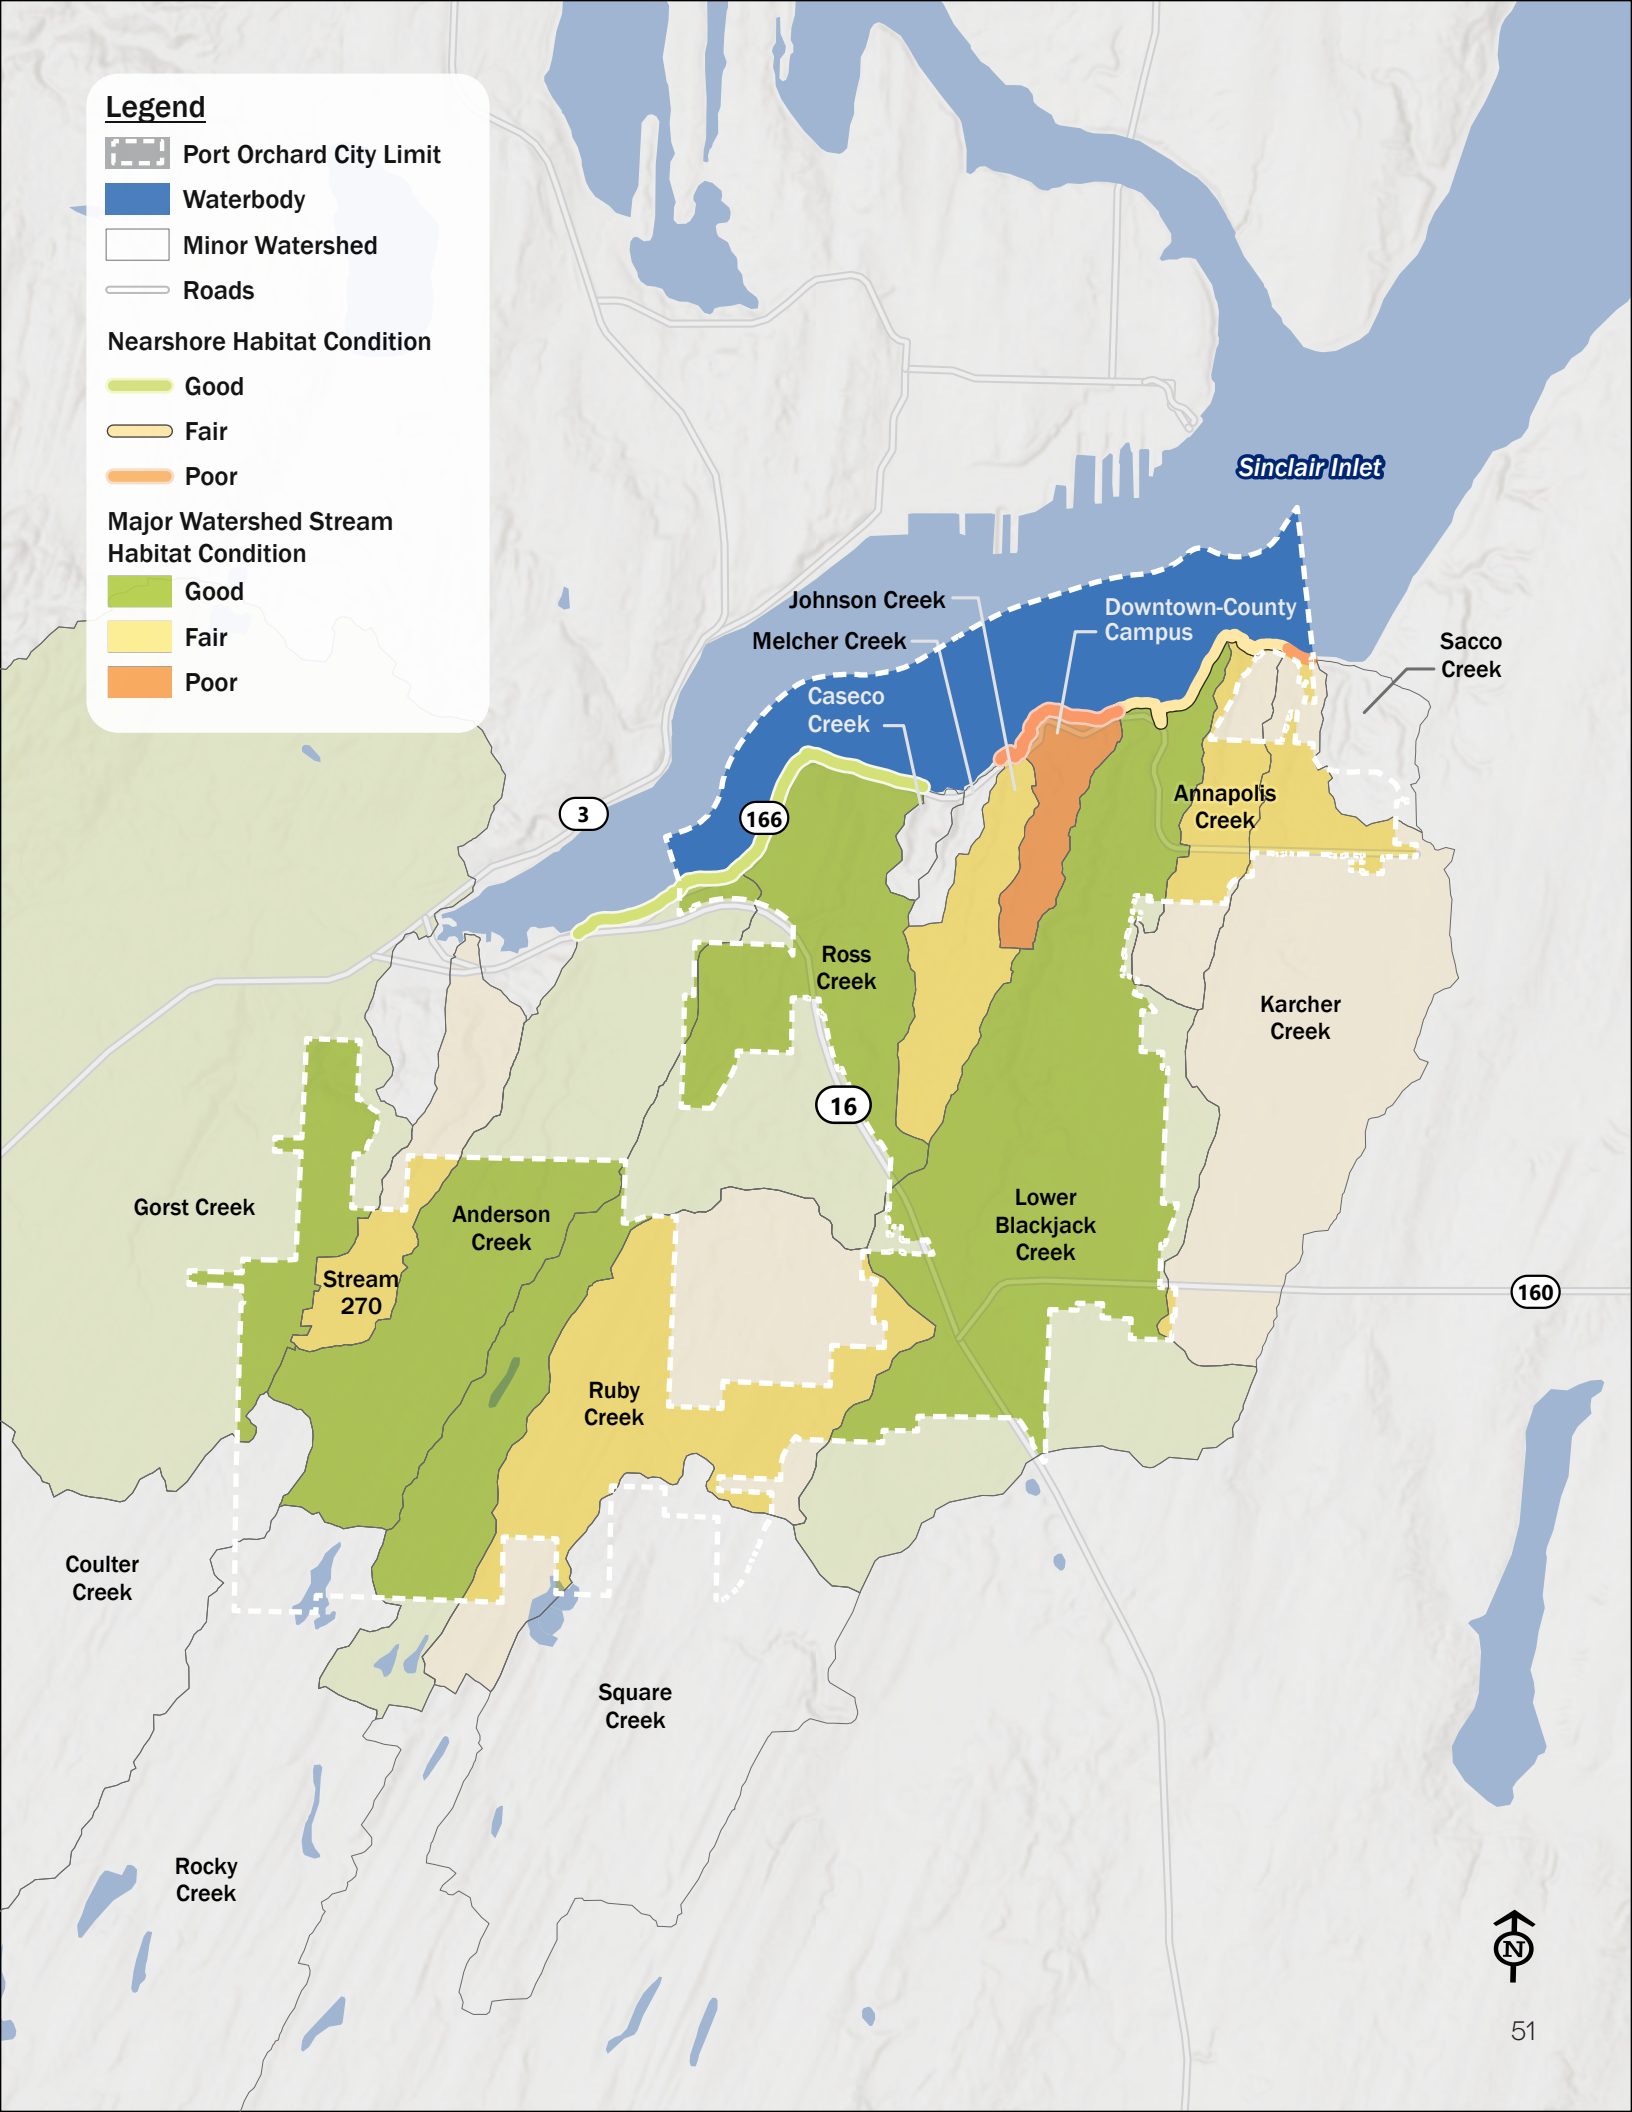 Legend
Port Orchard City Limit
Waterbody
Minor Watershed
Roads
Nearshore Habitat Condition
Good
Fair
Poor
Major Watershed Stream
Habitat Condition
Good
Fair
Poor
Sinclair Inlet
Johnson Creek
Melcher Creek
Downtown-County
Campus
Sacco
Creek
Caseco
Creek
3
166
Annapolis
Creek
Ross
Creek
Karcher
Creek
16
Gorst Creek
Anderson
Creek
Lower
Blackjack
Creek
Stream
270
160
Ruby
Creek
Coulter
Creek
Square
Creek
Rocky
Creek
N
51